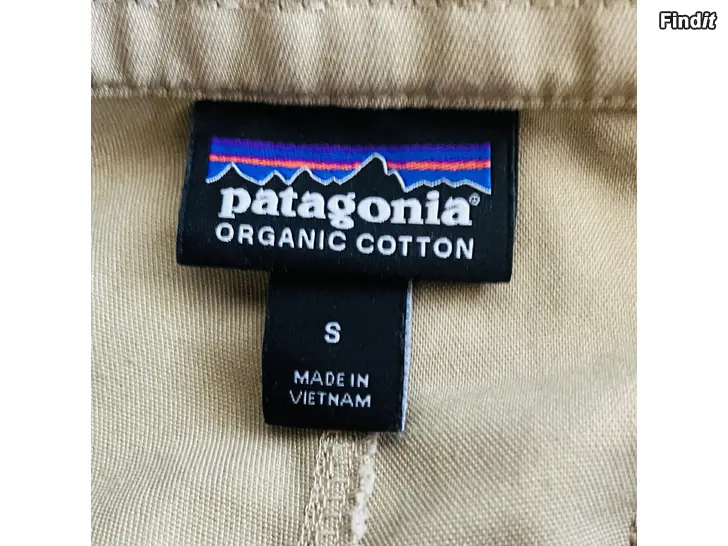 Findit
patagonia®
ORGANIC COTTON
S
MADE IN
VIETNAM